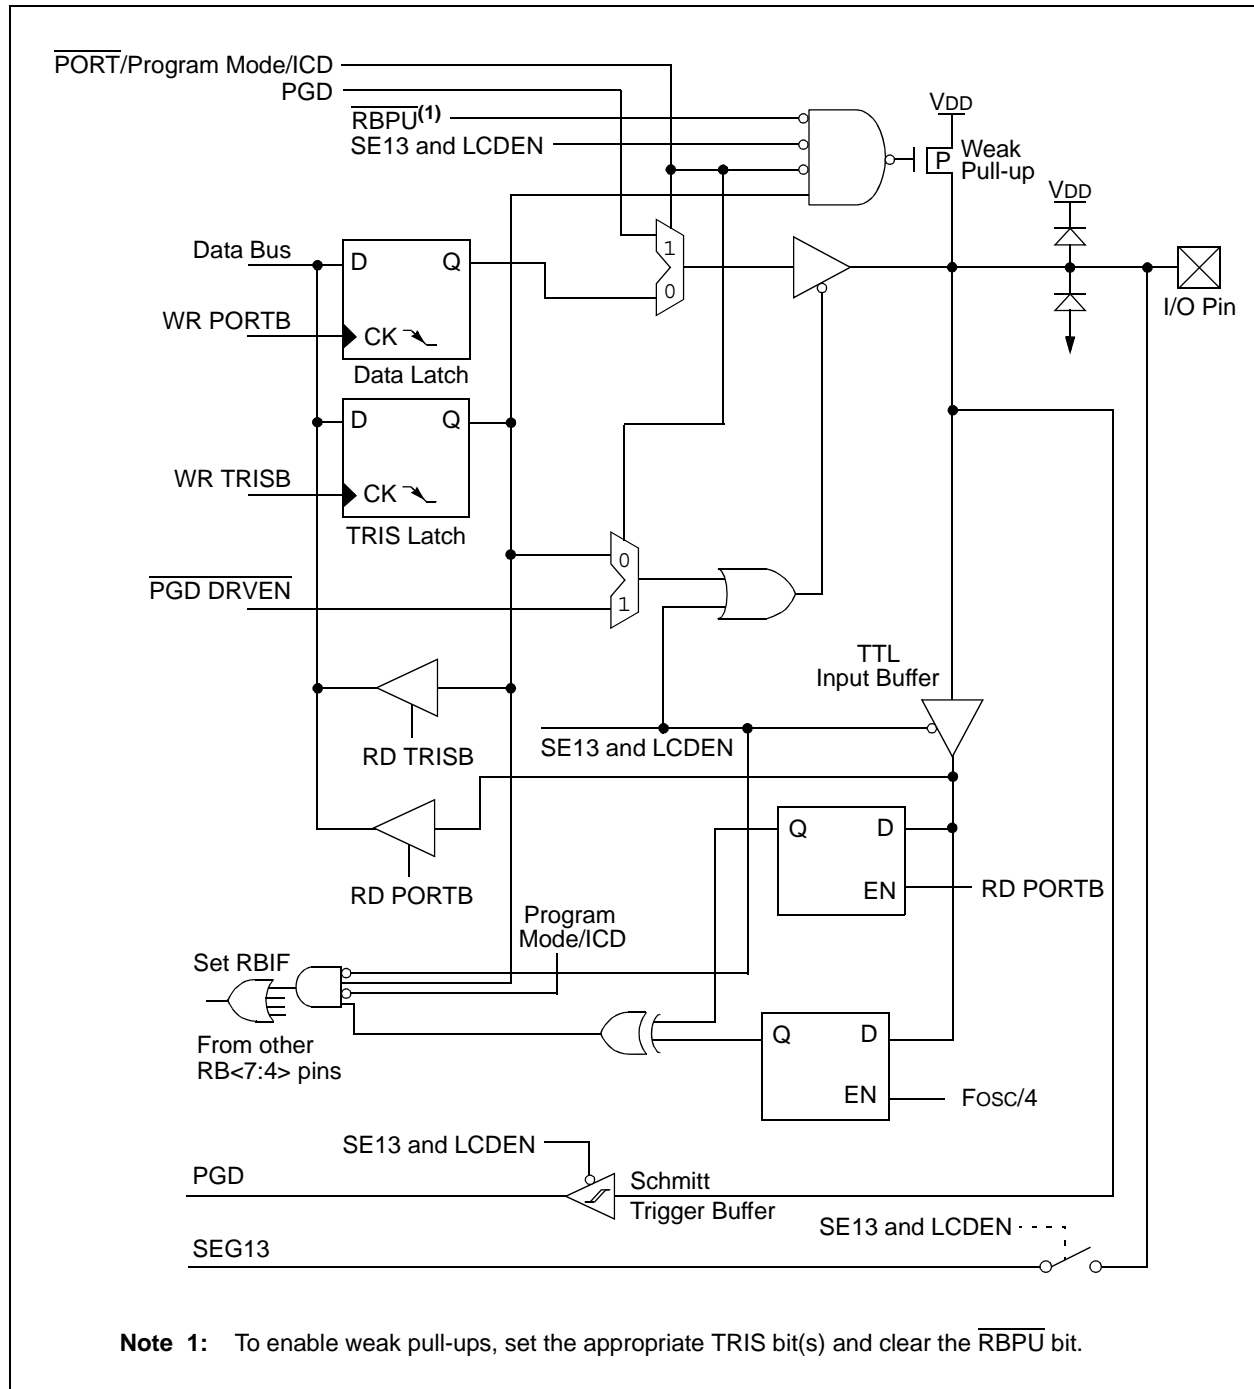 PORT/Program Mode/ICD
PGD
RBPU(1)
SE13 and LCDEN
VDD
P
Weak
Pull-up
VDD
Data Bus
D
Q
1
0
I/O Pin
WR PORTB
CK
Data Latch
D
Q
WR TRISB
CK
TRIS Latch
0
1
PGD DRVEN
TTL
Input Buffer
RD TRISB
SE13 and LCDEN
Q
D
EN
RD PORTB
RD PORTB
Program
Mode/ICD
Set RBIF
From other
RB<7:4> pins
Q
D
EN
FOSC/4
SE13 and LCDEN
PGD
Schmitt
Trigger Buffer
SE13 and LCDEN
SEG13
Note 1: To enable weak pull-ups, set the appropriate TRIS bit(s) and clear the RBPU bit.